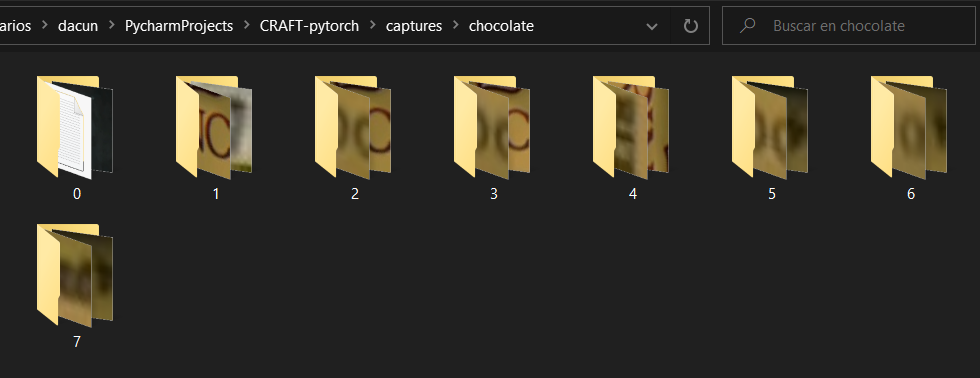 arios > dacun > PycharmProjects > CRAFT-pytorch > captures > chocolate
Buscar en chocolate
0 1 2 3 4 5 6
7